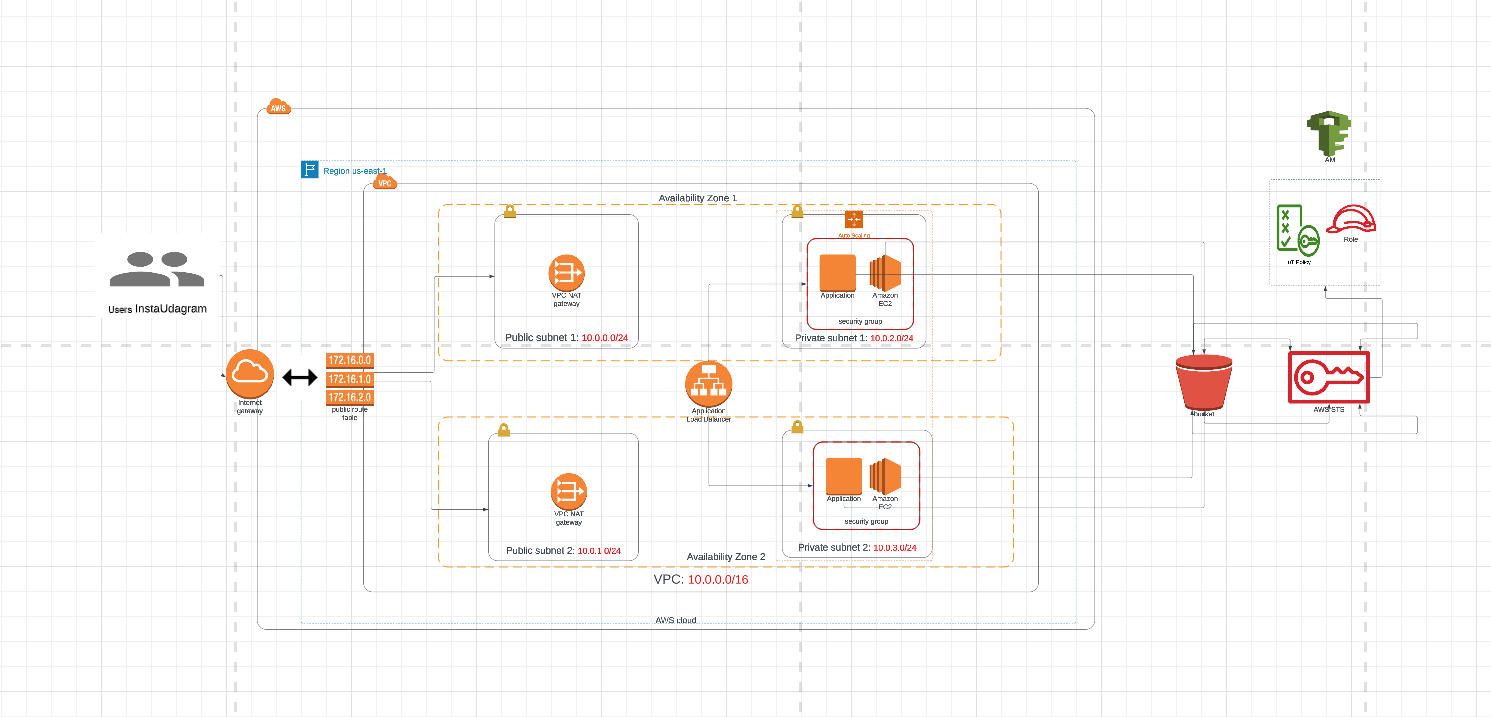 AWS
Region us-east-1
VPC
Availability Zone 1
Auto Scaling
VPC NAT
gateway
Public subnet 1: 10.0.0.0/24
Application
Amazon
EC2
security group
Private subnet 1: 10.0.2.0/24
AM
Role
IoT Policy
Users InstaUdagram
Internet
gateway
172.16.0.0
172.16.1.0
172.16.2.0
public route
table
Application
Load Balancer
AWS STS
VPC NAT
gateway
Public subnet 2: 10.0.1.0/24
Application
Amazon
EC2
security group
Private subnet 2: 10.0.3.0/24
Availability Zone 2
VPC: 10.0.0.0/16
AWS cloud